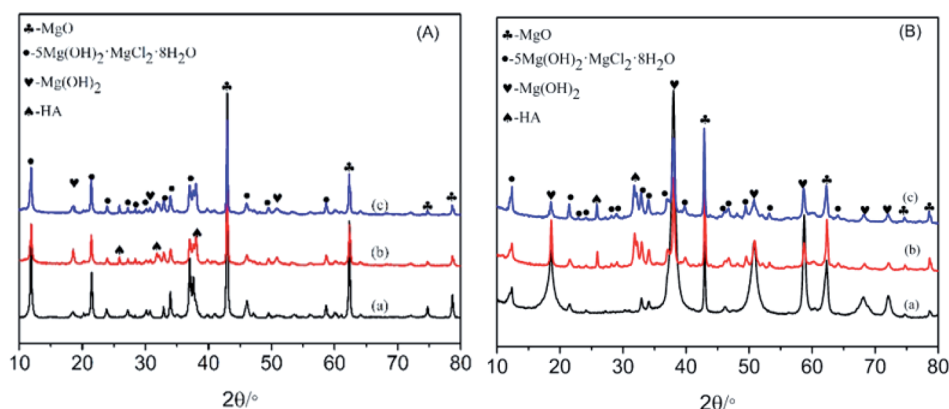 (A)
♣-MgO
●-5Mg(OH)₂·MgCl₂·8H₂O
♥-Mg(OH)₂
♠-HA
(c)
(b)
(a)
10 20 30 40 50 60 70 80
2θ/°
(B)
♣-MgO
●-5Mg(OH)₂·MgCl₂·8H₂O
♥-Mg(OH)₂
♠-HA
(c)
(b)
(a)
10 20 30 40 50 60 70 80
2θ/°